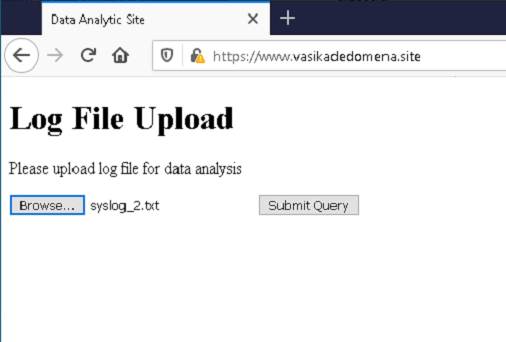 Data Analytic Site
https://www.vasikadedomena.site
Log File Upload
Please upload log file for data analysis
Browse... syslog_2.txt Submit Query